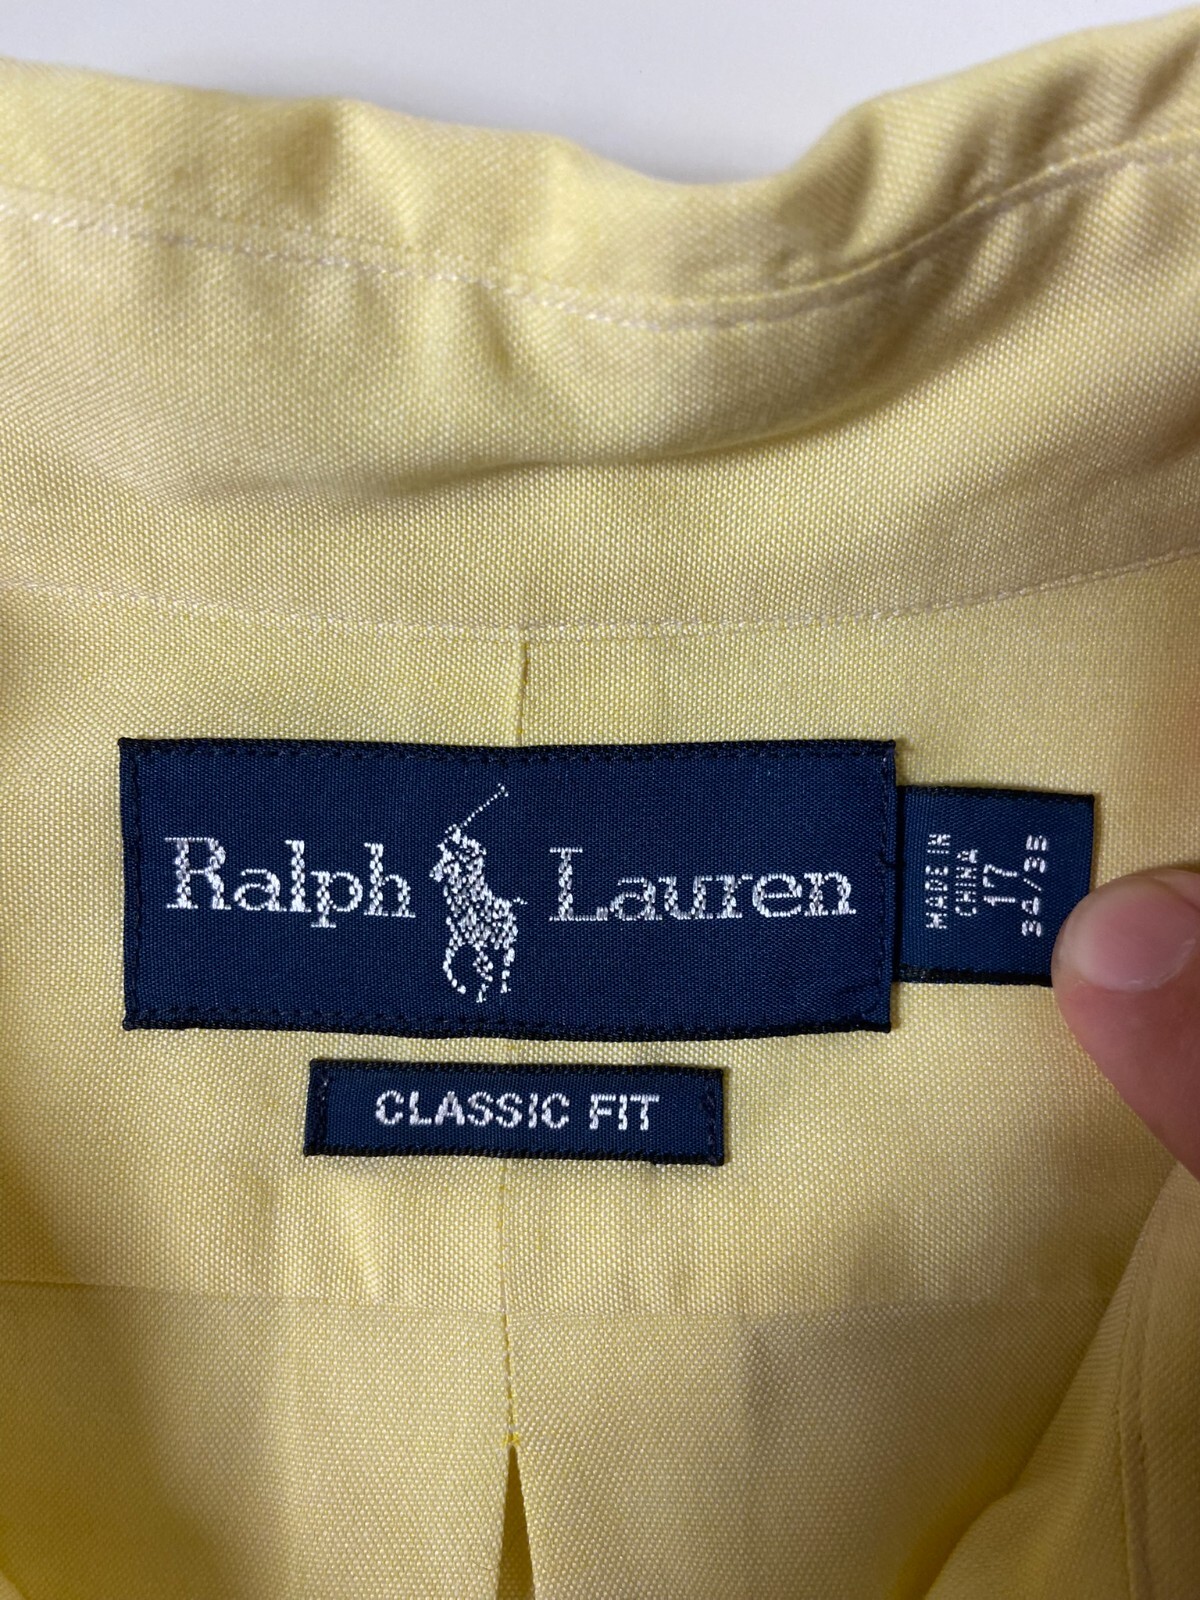 Ralph Lauren
MADE IN
CHINA
17
34/35
CLASSIC FIT